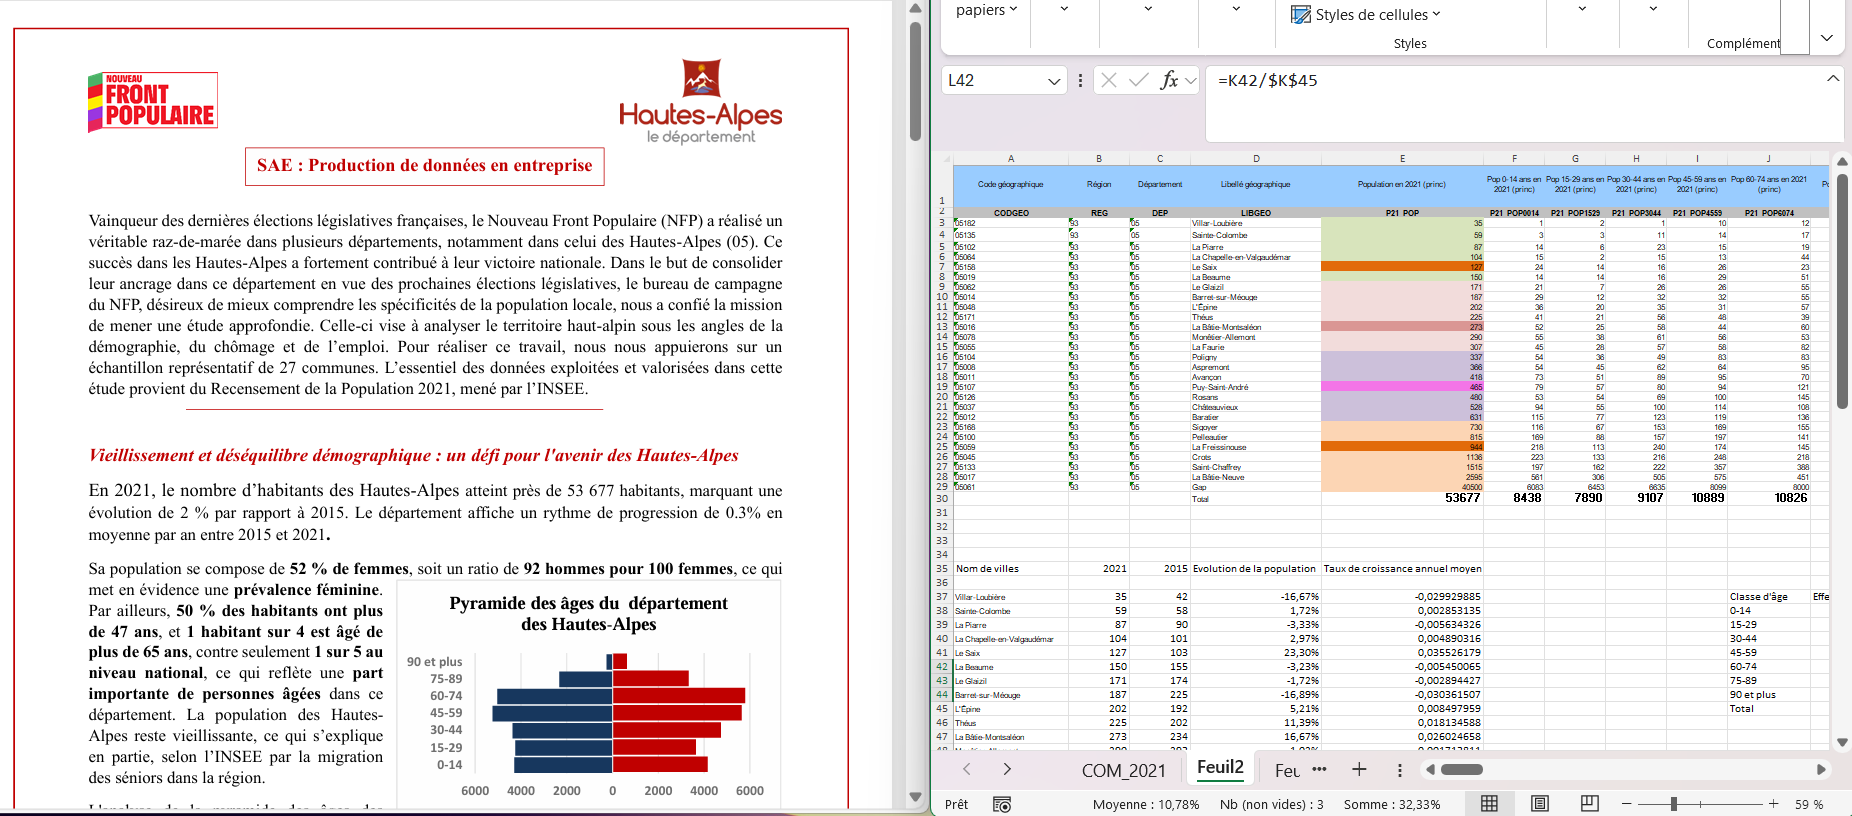 NOUVEAU
FRONT
POPULAIRE
Hautes-Alpes
le département
SAE : Production de données en entreprise
Vainqueur des dernières élections législatives françaises, le Nouveau Front Populaire (NFP) a réalisé un
véritable raz-de-marée dans plusieurs départements, notamment dans celui des Hautes-Alpes (05). Ce
succès dans les Hautes-Alpes a fortement contribué à leur victoire nationale. Dans le but de consolider
leur ancrage dans ce département en vue des prochaines élections législatives, le bureau de campagne
du NFP, désireux de mieux comprendre les spécificités de la population locale, nous a confié la mission
de mener une étude approfondie. Celle-ci vise à analyser le territoire haut-alpin sous les angles de la
démographie, du chômage et de l'emploi. Pour réaliser ce travail, nous nous appuierons sur un
échantillon représentatif de 27 communes. L'essentiel des données exploitées et valorisées dans cette
étude provient du Recensement de la Population 2021, mené par l'INSEE.
Vieillissement et déséquilibre démographique : un défi pour l'avenir des Hautes-Alpes
En 2021, le nombre d'habitants des Hautes-Alpes atteint près de 53 677 habitants, marquant une
évolution de 2 % par rapport à 2015. Le département affiche un rythme de progression de 0.3% en
moyenne par an entre 2015 et 2021.
Sa population se compose de 52 % de femmes, soit un ratio de 92 hommes pour 100 femmes, ce qui
met en évidence une prévalence féminine.
Par ailleurs, 50 % des habitants ont plus
de 47 ans, et 1 habitant sur 4 est âgé de
plus de 65 ans, contre seulement 1 sur 5 au
niveau national, ce qui reflète une part
importante de personnes âgées dans ce
département. La population des Hautes-
Alpes reste vieillissante, ce qui s'explique
en partie, selon l'INSEE par la migration
des séniors dans la région.
Pyramide des âges du département
des Hautes-Alpes
90 et plus
75-89
60-74
45-59
30-44
15-29
0-14
6000 4000 2000 0 2000 4000 6000
papiers
Styles de cellules
Styles
Complément
L42
fx
=K42/$K$45
A B C D E F G H I J
1 Code géographique Région Département Libellé géographique Population en 2021 (princ) Pop 0-14 ans en 2021 (princ) Pop 15-29 ans en 2021 (princ) Pop 30-44 ans en 2021 (princ) Pop 45-59 ans en 2021 (princ) Pop 60-74 ans en 2021 (princ)
2 CODGEO REG DEP LIBGEO P21_POP P21_POP0014 P21_POP1529 P21_POP3044 P21_POP4559 P21_POP6074
3 05182 93 05 Villar-Loubière 35 1 2 1 10 12
4 05135 93 05 Sainte-Colombe 59 3 3 11 14 17
5 05102 93 05 La Piarre 87 14 6 23 15 19
6 05064 93 05 La Chapelle-en-Valgaudémar 104 15 2 15 13 44
7 05158 93 05 Le Saix 127 24 14 16 26 23
8 05019 93 05 La Beaume 150 14 14 16 29 51
9 05062 93 05 Le Glaizil 171 21 7 26 26 55
10 05014 93 05 Barret-sur-Méouge 187 29 12 32 32 55
11 05048 93 05 L'Épine 202 36 20 35 31 57
12 05171 93 05 Théus 225 41 21 56 48 39
13 05016 93 05 La Bâtie-Montsaléon 273 52 25 58 44 60
14 05078 93 05 Monêtier-Allemont 290 55 38 61 56 53
15 05055 93 05 La Faurie 307 45 28 57 58 82
16 05104 93 05 Poligny 337 54 36 49 83 83
17 05008 93 05 Aspremont 366 54 45 62 64 95
18 05011 93 05 Avançon 418 73 51 89 95 70
19 05107 93 05 Puy-Saint-André 465 79 57 80 94 121
20 05126 93 05 Rosans 480 53 54 69 100 145
21 05037 93 05 Châteauvieux 526 94 55 100 114 108
22 05012 93 05 Baratier 631 115 77 123 119 136
23 05168 93 05 Sigoyer 730 116 67 153 169 155
24 05100 93 05 Pelleautier 815 169 88 157 197 141
25 05059 93 05 La Freissinouse 944 218 113 240 174 145
26 05045 93 05 Crots 1136 223 133 216 248 218
27 05133 93 05 Saint-Chaffrey 1515 197 162 222 357 388
28 05017 93 05 La Bâtie-Neuve 2595 561 306 505 575 451
29 05061 93 05 Gap 40500 6083 6453 6635 8099 8000
30 Total 53677 8438 7890 9107 10889 10826
31
32
33
34
35 Nom de villes 2021 2015 Evolution de la population Taux de croissance annuel moyen
36
37 Villar-Loubière 35 42 -16,67% -0,029929885 Classe d'âge Effe
38 Sainte-Colombe 59 58 1,72% 0,002853135 0-14
39 La Piarre 87 90 -3,33% -0,005634326 15-29
40 La Chapelle-en-Valgaudémar 104 101 2,97% 0,004890316 30-44
41 Le Saix 127 103 23,30% 0,035526179 45-59
42 La Beaume 150 155 -3,23% -0,005450065 60-74
43 Le Glaizil 171 174 -1,72% -0,002894427 75-89
44 Barret-sur-Méouge 187 225 -16,89% -0,030361507 90 et plus
45 L'Épine 202 192 5,21% 0,008497959 Total
46 Théus 225 202 11,39% 0,018134588
47 La Bâtie-Montsaléon 273 234 16,67% 0,026024658
COM_2021 Feuil2 Feu
Prêt
Moyenne : 10,78% Nb (non vides) : 3 Somme : 32,33%
59 %